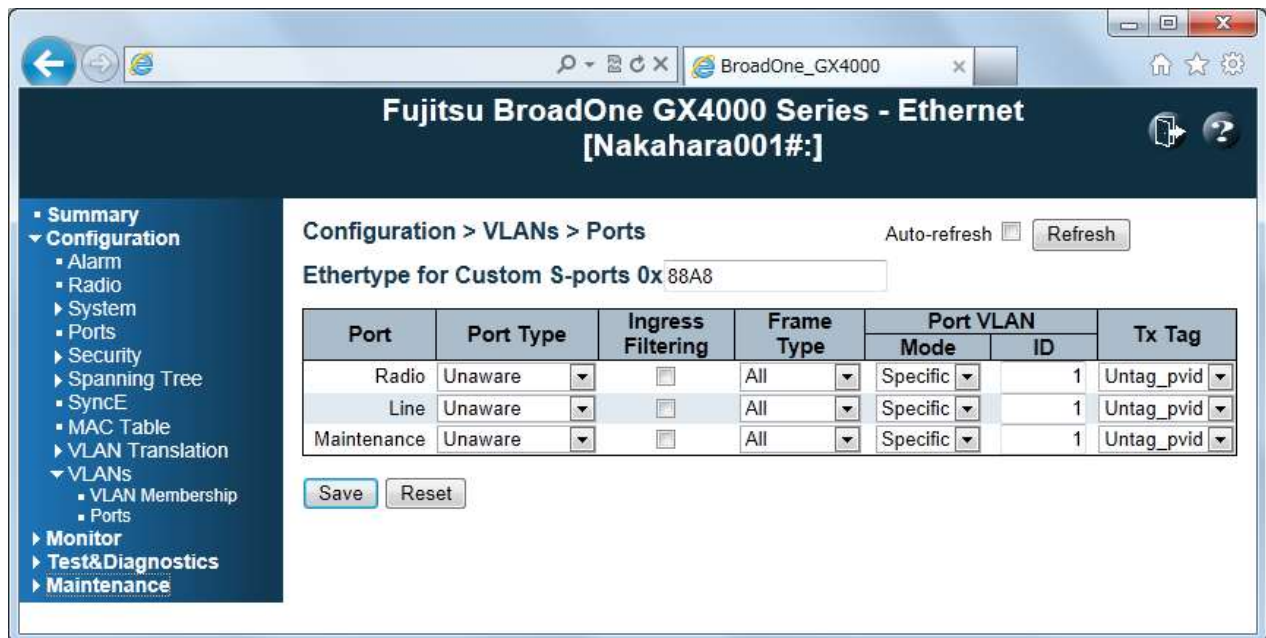 BroadOne_GX4000
Fujitsu BroadOne GX4000 Series - Ethernet
[Nakahara001#:]
Summary
Configuration
Alarm
Radio
System
Ports
Security
Spanning Tree
SyncE
MAC Table
VLAN Translation
VLANs
VLAN Membership
Ports
Monitor
Test&Diagnostics
Maintenance
Configuration > VLANs > Ports
Auto-refresh
Refresh
Ethertype for Custom S-ports 0x 88A8
Port Port Type Ingress Filtering Frame Type Port VLAN Mode ID Tx Tag
Radio Unaware All Specific 1 Untag_pvid
Line Unaware All Specific 1 Untag_pvid
Maintenance Unaware All Specific 1 Untag_pvid
Save Reset